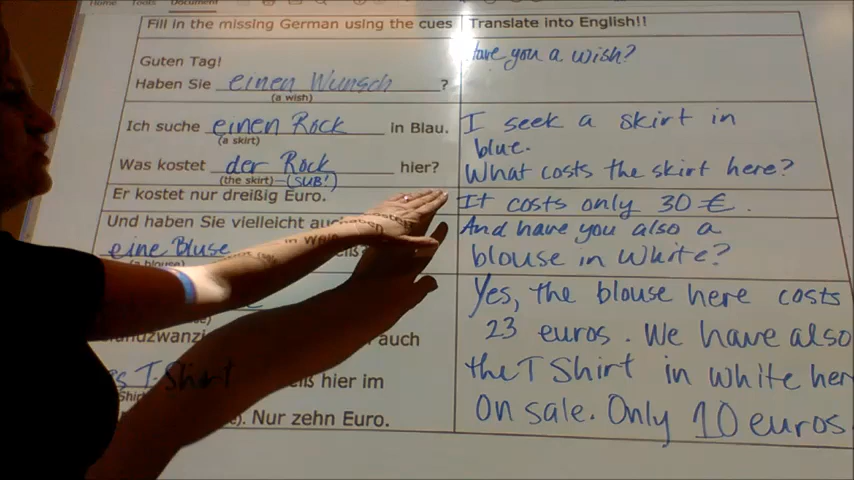 Home Tools Document
Fill in the missing German using the cues
Translate into English!!
Guten Tag!
Haben Sie einen Wunsch ?
(a wish)
Have you a wish?
Ich suche einen Rock in Blau.
(a skirt)
Was kostet der Rock hier?
(the skirt) – (SUB!)
I seek a skirt in
blue.
What costs the skirt here?
Er kostet nur dreißig Euro.
It costs only 30 €.
Und haben Sie vielleicht
eine Bluse in
(a blouse)
And have you also a
blouse in white?
auch
T-Shirt hier im
Nur zehn Euro.
Yes, the blouse here costs
23 euros. We have also
the T Shirt in white her
on sale. Only 10 euros